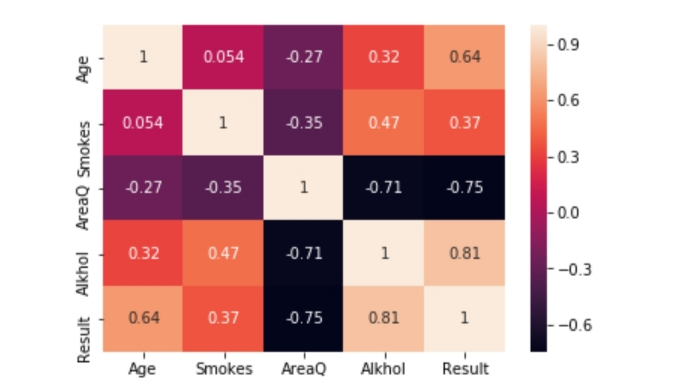 Age 1 0.054 -0.27 0.32 0.64 0.9
Smokes 0.054 1 -0.35 0.47 0.37 0.6
0.3
AreaQ -0.27 -0.35 1 -0.71 -0.75 0.0
Alkhol 0.32 0.47 -0.71 1 0.81 −0.3
Result 0.64 0.37 -0.75 0.81 1 −0.6
Age Smokes AreaQ Alkhol Result